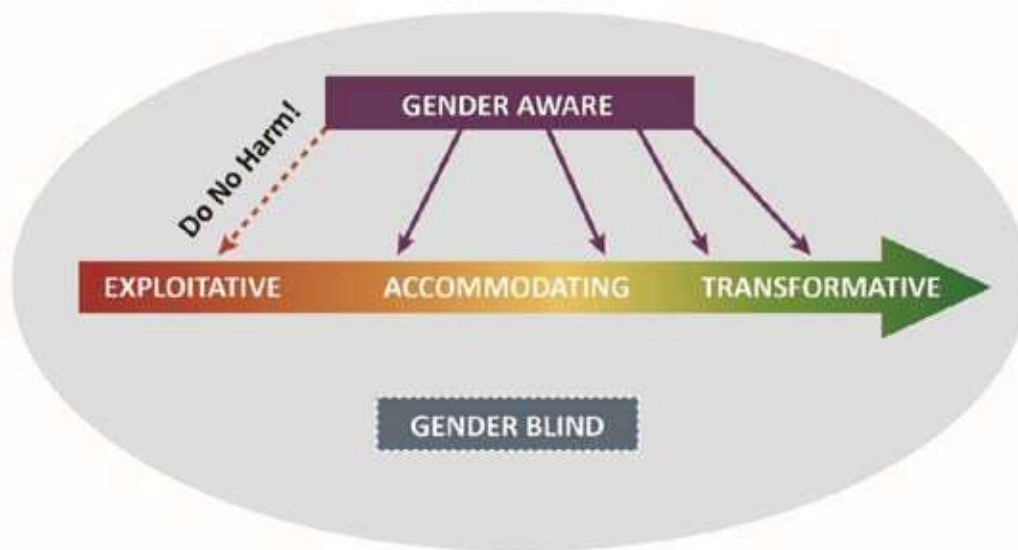 GENDER AWARE
Do No Harm!
EXPLOITATIVE ACCOMMODATING TRANSFORMATIVE
GENDER BLIND